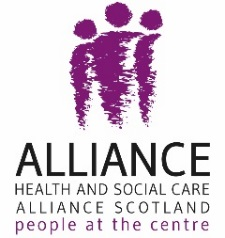 ALLIANCE
HEALTH AND SOCIAL CARE
ALLIANCE SCOTLAND
people at the centre